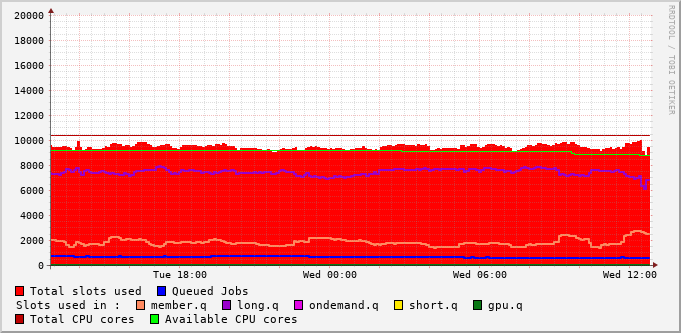 RRDTOOL / TOBI OETIKER
20000
18000
16000
14000
12000
10000
8000
6000
4000
2000
0
Tue 18:00 Wed 00:00 Wed 06:00 Wed 12:00
Total slots used Queued Jobs
Slots used in : member.q long.q ondemand.q short.q gpu.q
Total CPU cores Available CPU cores